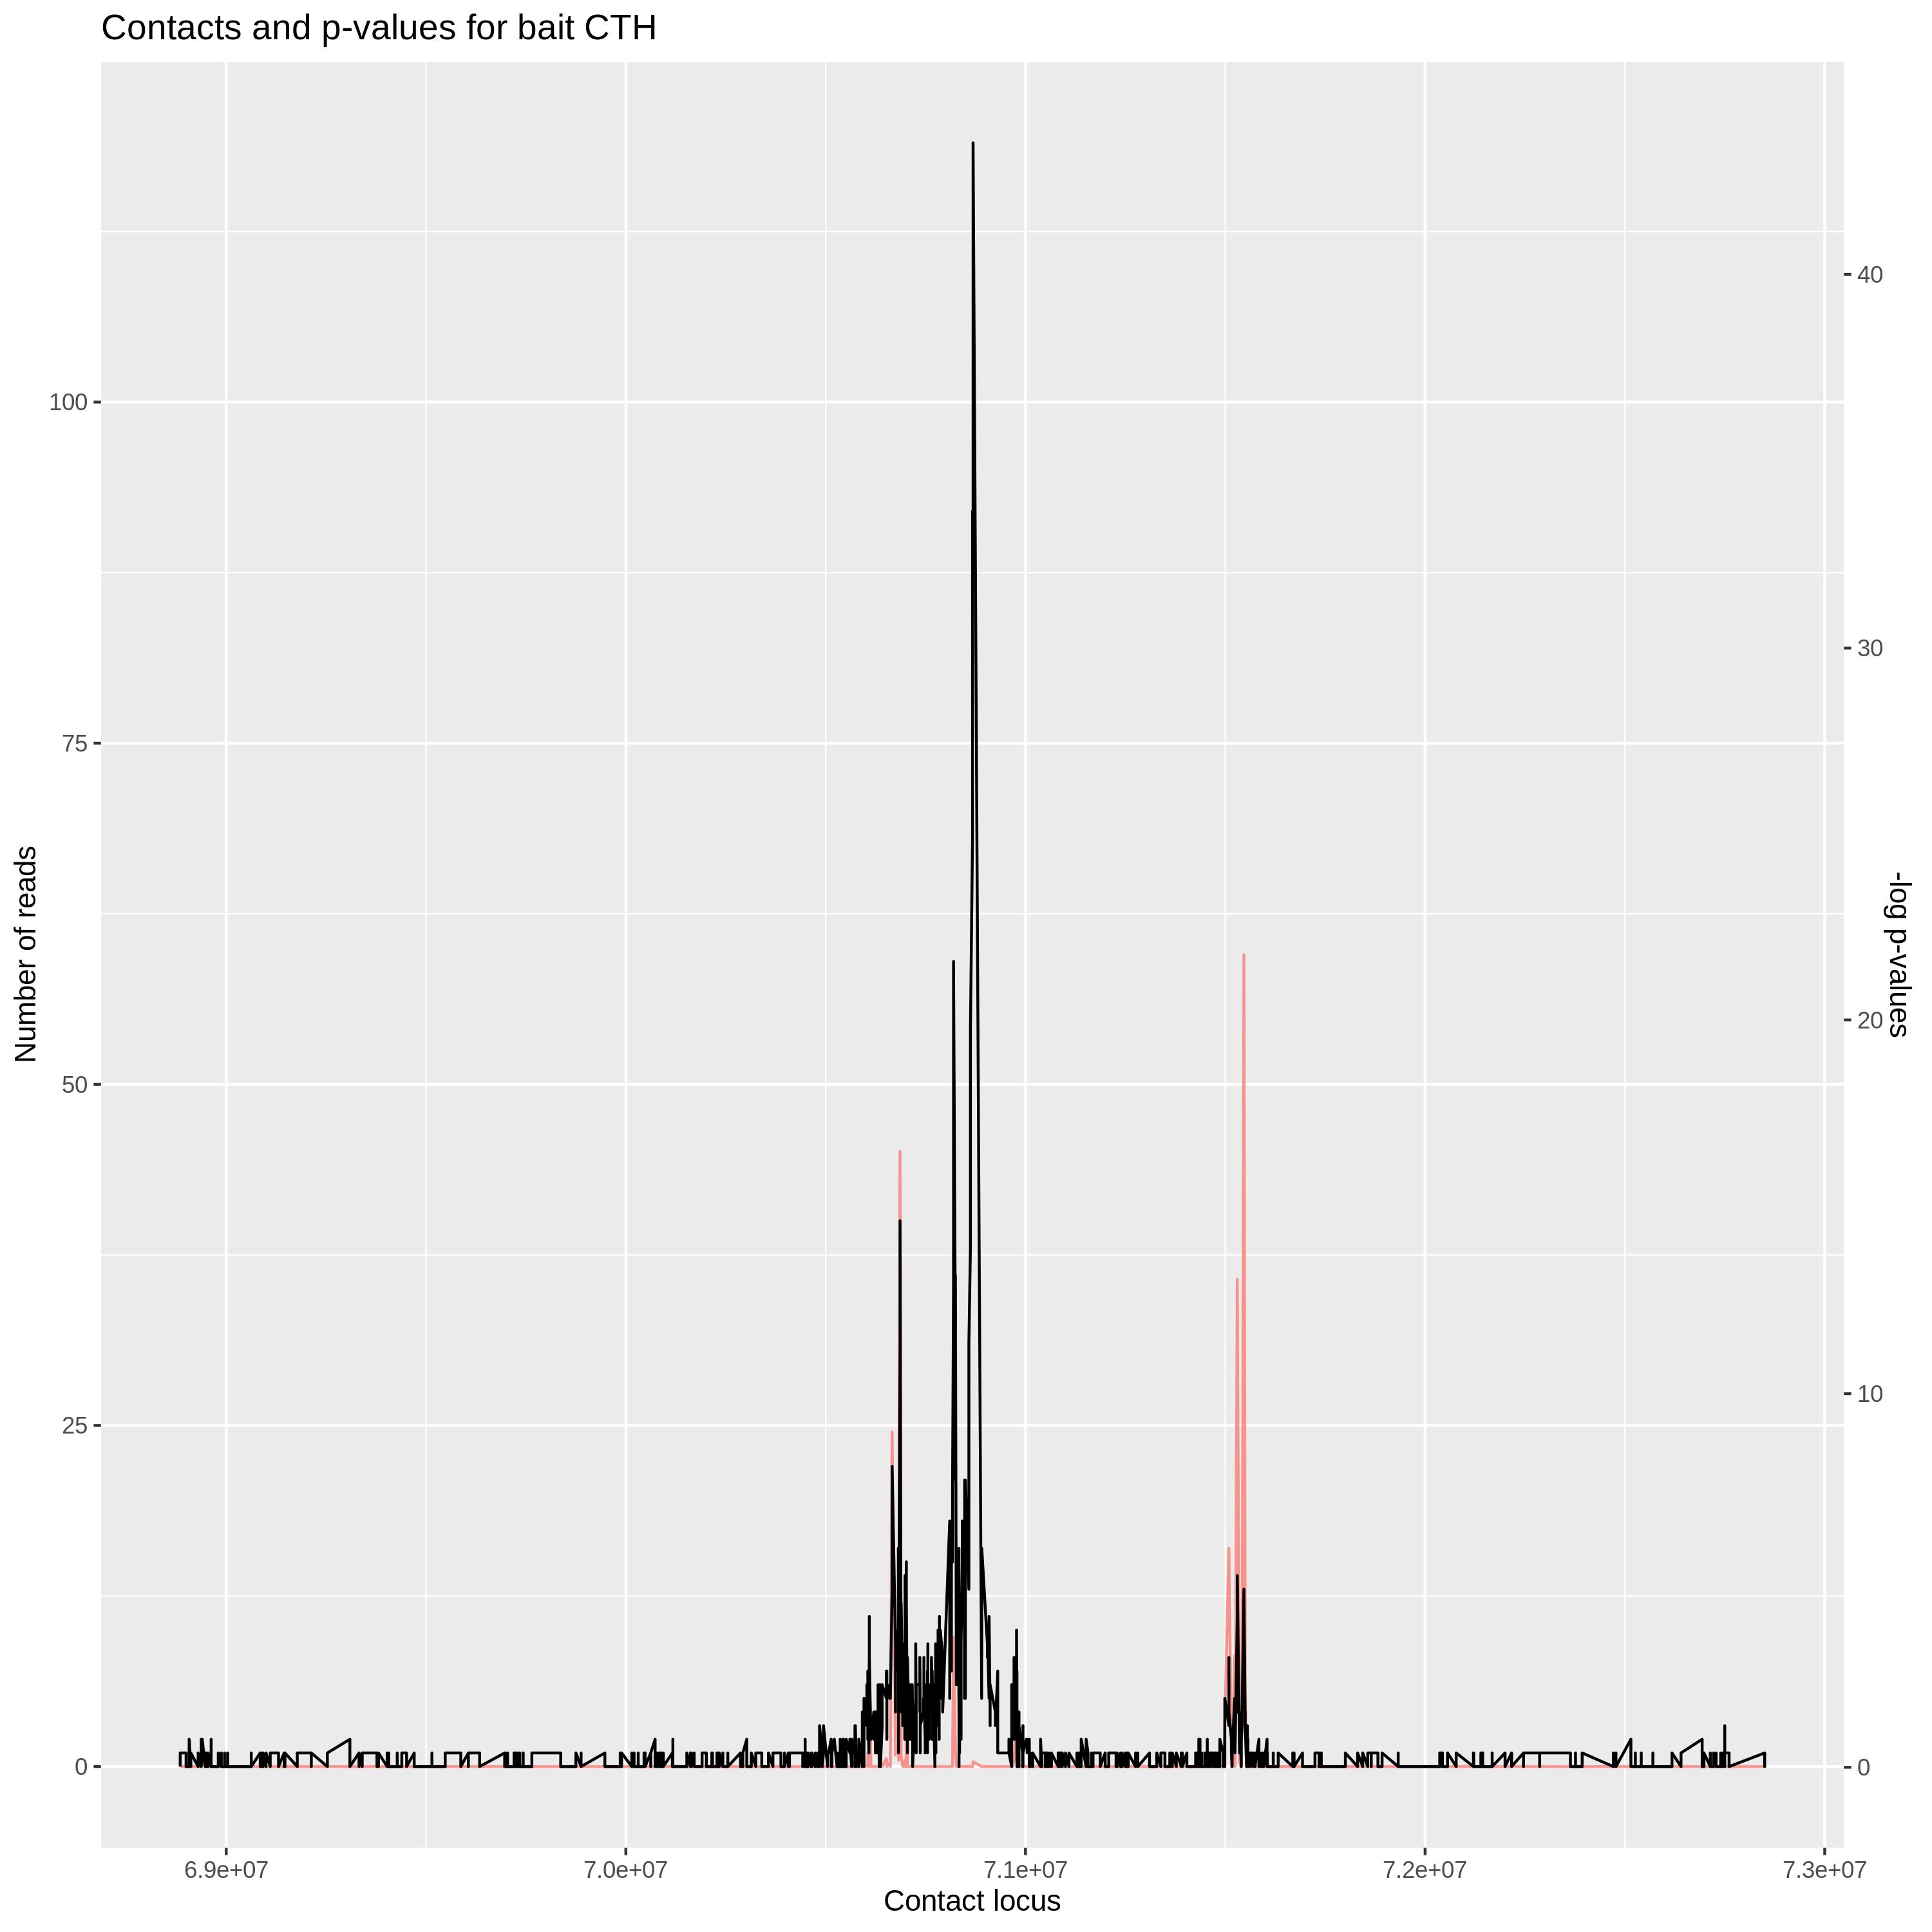 Contacts and p-values for bait CTH
Number of reads
100
75
50
25
0
40
30
20
10
0
-log p-values
6.9e+07
7.0e+07
7.1e+07
7.2e+07
7.3e+07
Contact locus